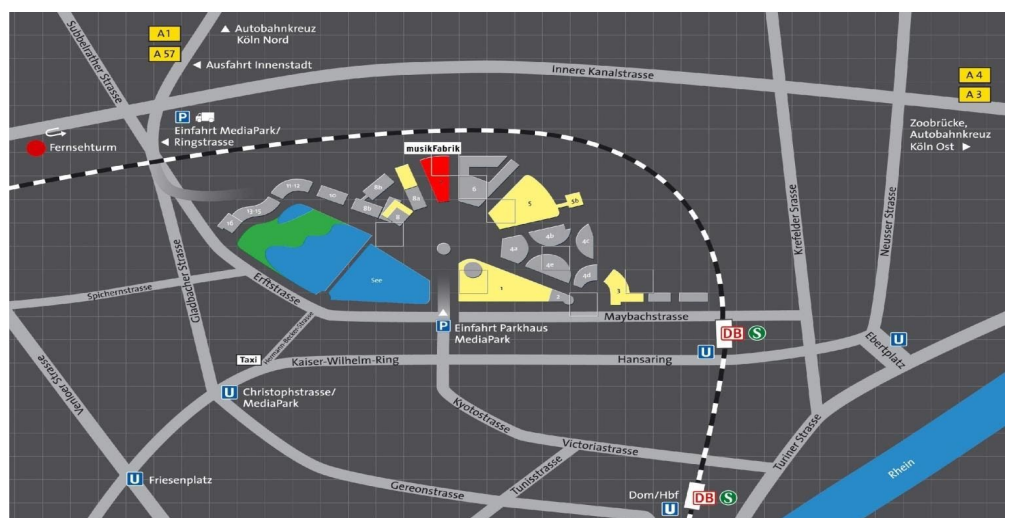 Subbelrather Strasse
A1
A 57
Autobahnkreuz
Köln Nord
Ausfahrt Innenstadt
Innere Kanalstrasse
A 4
A 3
P
Einfahrt MediaPark/
Ringstrasse
Fernsehturm
Zoobrücke,
Autobahnkreuz
Köln Ost
musikFabrik
11-12
10
8b
8a
6
5
5b
16
13-15
8
4a
4b
4c
4e
4d
See
1
2
3
Krefelder Strasse
Neusser Strasse
Gladbacher Strasse
Spichernstrasse
Erftstrasse
P
Einfahrt Parkhaus
MediaPark
Maybachstrasse
DB
S
U
U
Ebertplatz
Taxi
Hermann-Becker-Strasse
Kaiser-Wilhelm-Ring
Hansaring
U
Christophstrasse/
MediaPark
Venloer Strasse
Kyotostrasse
Victoriastrasse
Turiner Strasse
Rhein
U
Friesenplatz
Gereonstrasse
Tunisstrasse
Dom/Hbf
U
DB
S